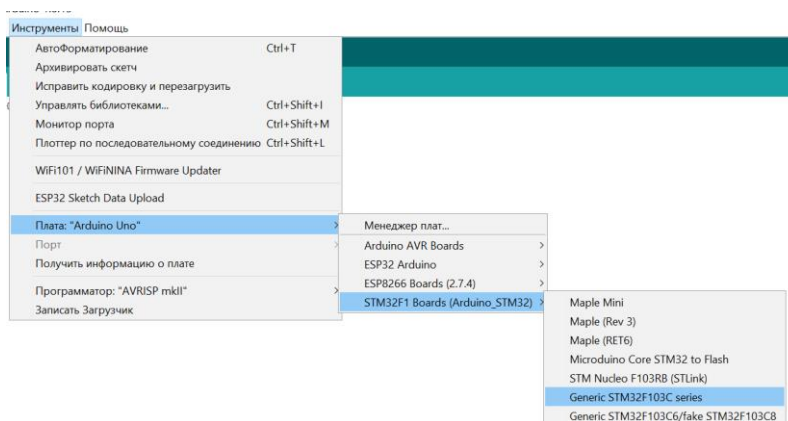 Инструменты Помощь
АвтоФорматирование Ctrl+T
Архивировать скетч
Исправить кодировку и перезагрузить
Управлять библиотеками... Ctrl+Shift+I
Монитор порта Ctrl+Shift+M
Плоттер по последовательному соединению Ctrl+Shift+L
WiFi101 / WiFiNINA Firmware Updater
ESP32 Sketch Data Upload
Плата: "Arduino Uno"
Порт
Получить информацию о плате
Программатор: "AVRISP mkII"
Записать Загрузчик
Менеджер плат...
Arduino AVR Boards
ESP32 Arduino
ESP8266 Boards (2.7.4)
STM32F1 Boards (Arduino_STM32)
Maple Mini
Maple (Rev 3)
Maple (RET6)
Microduino Core STM32 to Flash
STM Nucleo F103RB (STLink)
Generic STM32F103C series
Generic STM32F103C6/fake STM32F103C8